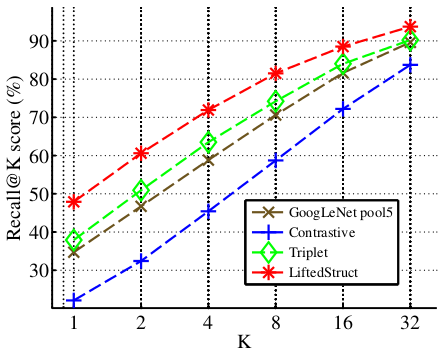 Recall@K score (%)
90
80
70
60
50
40
30
GoogLeNet pool5
Contrastive
Triplet
LiftedStruct
1 2 4 8 16 32
K